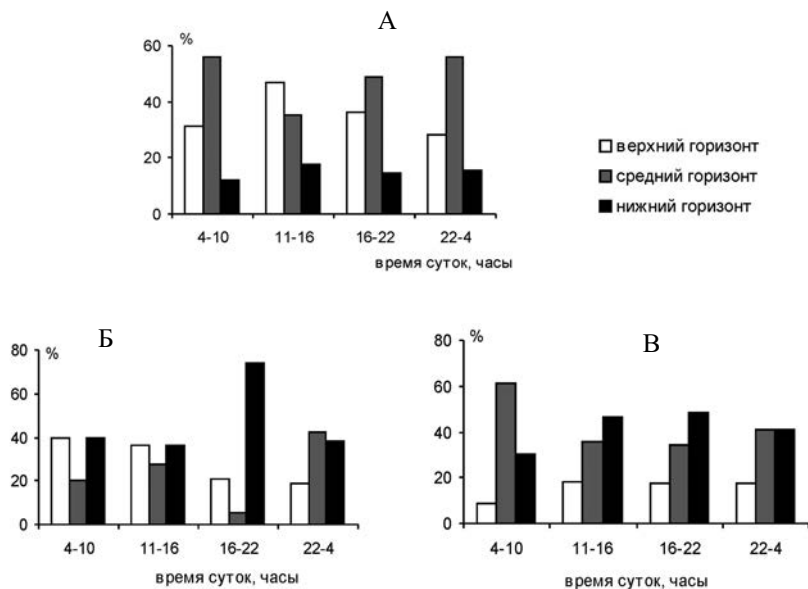 А
%
60
40
20
0
4-10 11-16 16-22 22-4
время суток, часы
верхний горизонт
средний горизонт
нижний горизонт
Б
%
80
60
40
20
0
4-10 11-16 16-22 22-4
время суток, часы
В
%
80
60
40
20
0
4-10 11-16 16-22 22-4
время суток, часы